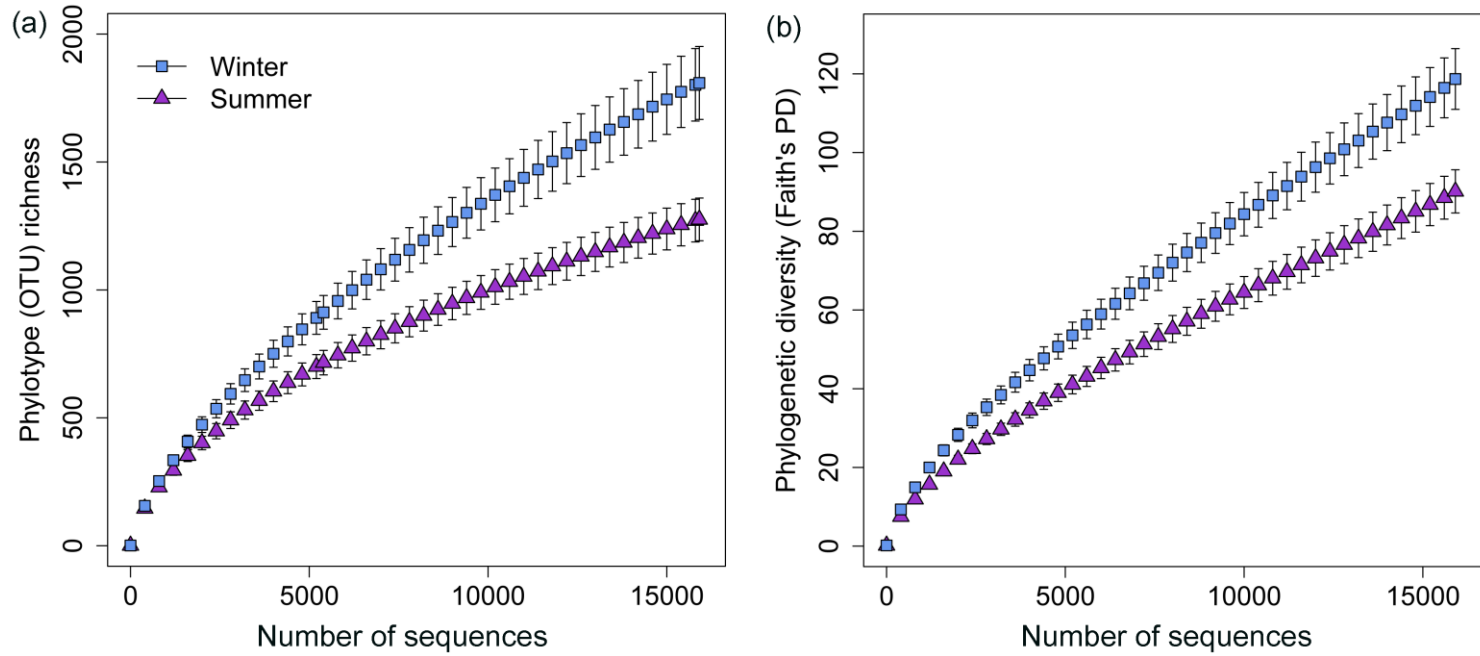 (a)
Phylotype (OTU) richness
2000
1500
1000
500
0
Winter
Summer
0 5000 10000 15000
Number of sequences
(b)
Phylogenetic diversity (Faith's PD)
120
100
80
60
40
20
0
0 5000 10000 15000
Number of sequences